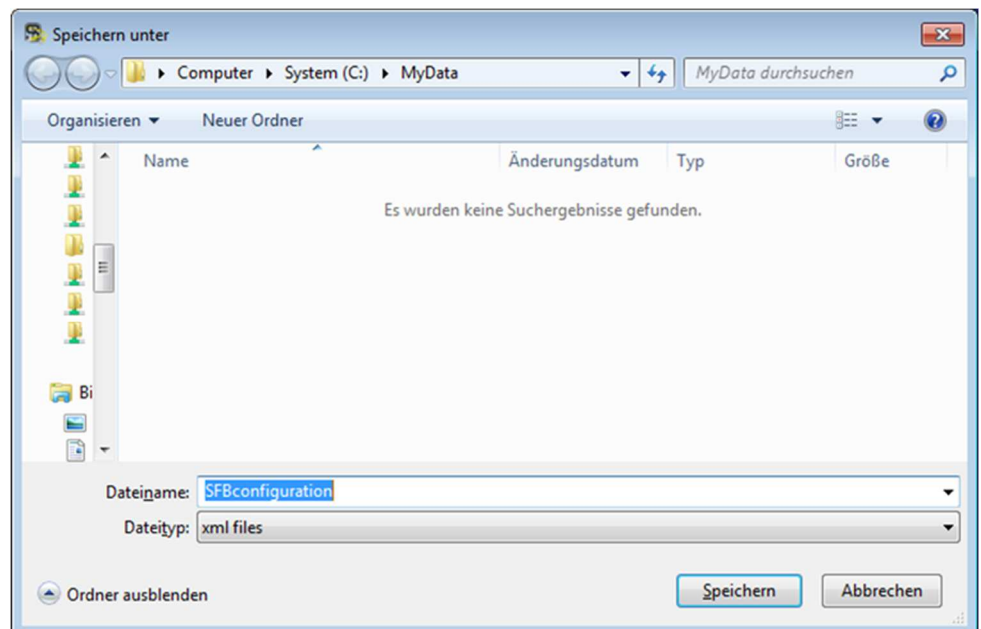 Speichern unter
Computer ▸ System (C:) ▸ MyData
MyData durchsuchen
Organisieren
Neuer Ordner
Name
Änderungsdatum
Typ
Größe
Es wurden keine Suchergebnisse gefunden.
Bi
Dateiname: SFBconfiguration
Dateityp: xml files
Ordner ausblenden
Speichern
Abbrechen